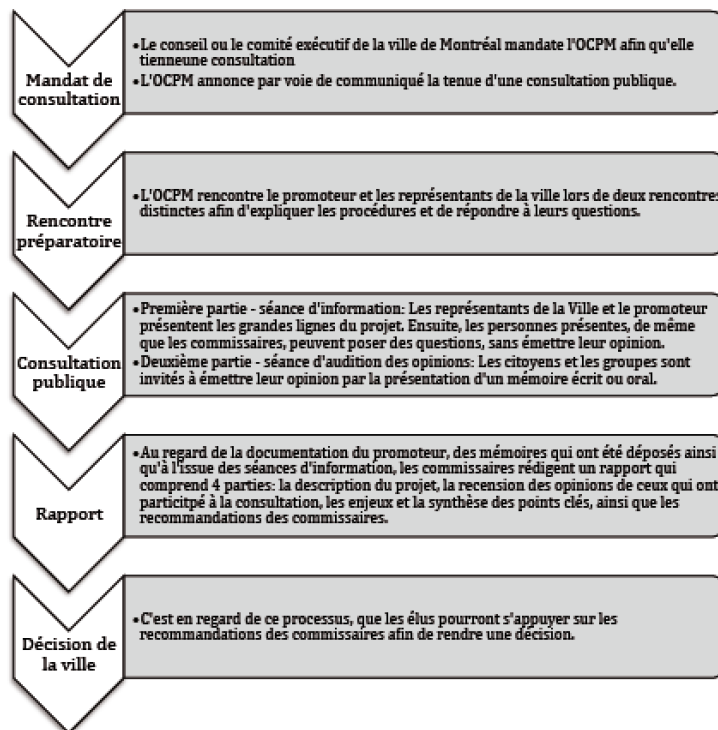 Mandat de
consultation
•Le conseil ou le comité exécutif de la ville de Montréal mandate l'OCPM afin qu'elle
tienneune consultation
•L'OCPM annonce par voie de communiqué la tenue d'une consultation publique.
Rencontre
préparatoire
•L'OCPM rencontre le promoteur et les représentants de la ville lors de deux rencontres
distinctes afin d'expliquer les procédures et de répondre à leurs questions.
Consultation
publique
•Première partie - séance d'information: Les représentants de la Ville et le promoteur
présentent les grandes lignes du projet. Ensuite, les personnes présentes, de même
que les commissaires, peuvent poser des questions, sans émettre leur opinion.
•Deuxième partie - séance d'audition des opinions: Les citoyens et les groupes sont
invités à émettre leur opinion par la présentation d'un mémoire écrit ou oral.
Rapport
•Au regard de la documentation du promoteur, des mémoires qui ont été déposés ainsi
qu'à l'issue des séances d'information, les commissaires rédigent un rapport qui
comprend 4 parties: la description du projet, la recension des opinions de ceux qui ont
particitpé à la consultation, les enjeux et la synthèse des points clés, ainsi que les
recommandations des commissaires.
Décision de
la ville
•C'est en regard de ce processus, que les élus pourront s'appuyer sur les
recommandations des commissaires afin de rendre une décision.